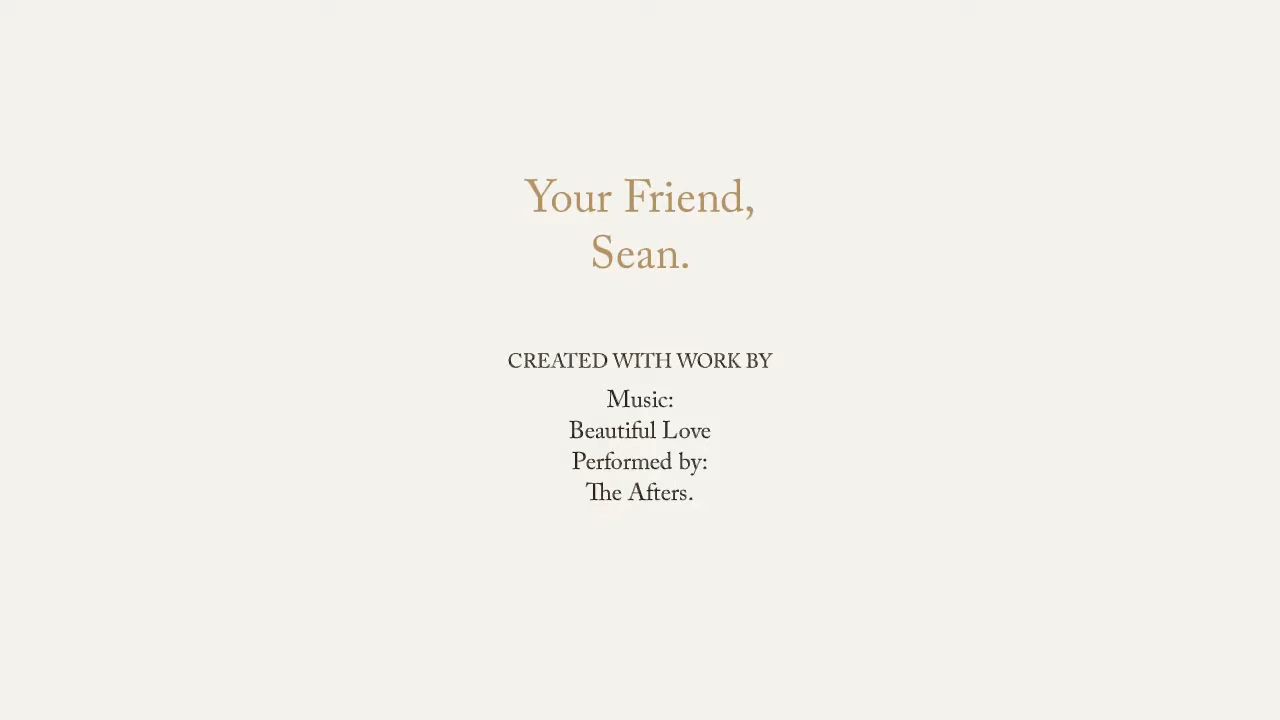 Your Friend,
Sean.
CREATED WITH WORK BY
Music:
Beautiful Love
Performed by:
The Afters.